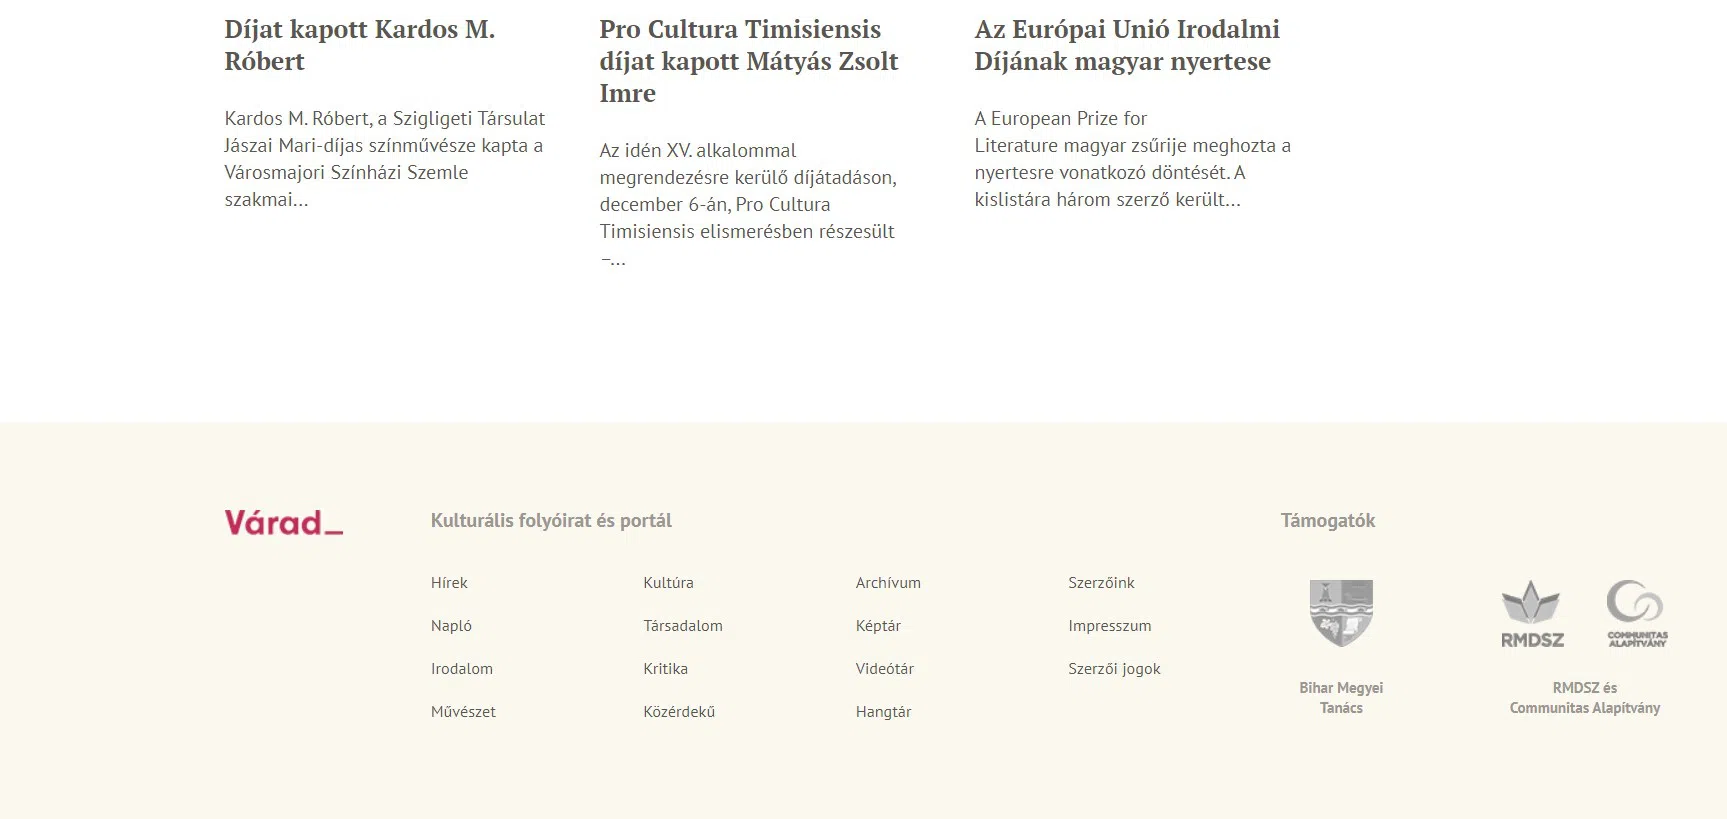 Díjat kapott Kardos M.
Róbert
Kardos M. Róbert, a Szigligeti Társulat
Jászai Mari-díjas színművésze kapta a
Városmajori Színházi Szemle
szakmai...
Pro Cultura Timisiensis
díjat kapott Mátyás Zsolt
Imre
Az idén XV. alkalommal
megrendezésre kerülő díjátadáson,
december 6-án, Pro Cultura
Timisiensis elismerésben részesült
–...
Az Európai Unió Irodalmi
Díjának magyar nyertese
A European Prize for
Literature magyar zsűrije meghozta a
nyertesre vonatkozó döntését. A
kislistára három szerző került...
Várad_
Kulturális folyóirat és portál
Hírek
Napló
Irodalom
Művészet
Kultúra
Társadalom
Kritika
Közérdekű
Archívum
Képtár
Videótár
Hangtár
Szerzőink
Impresszum
Szerzői jogok
Támogatók
Bihar Megyei
Tanács
RMDSZ
COMMUNITAS
ALAPÍTVÁNY
RMDSZ és
Communitas Alapítvány